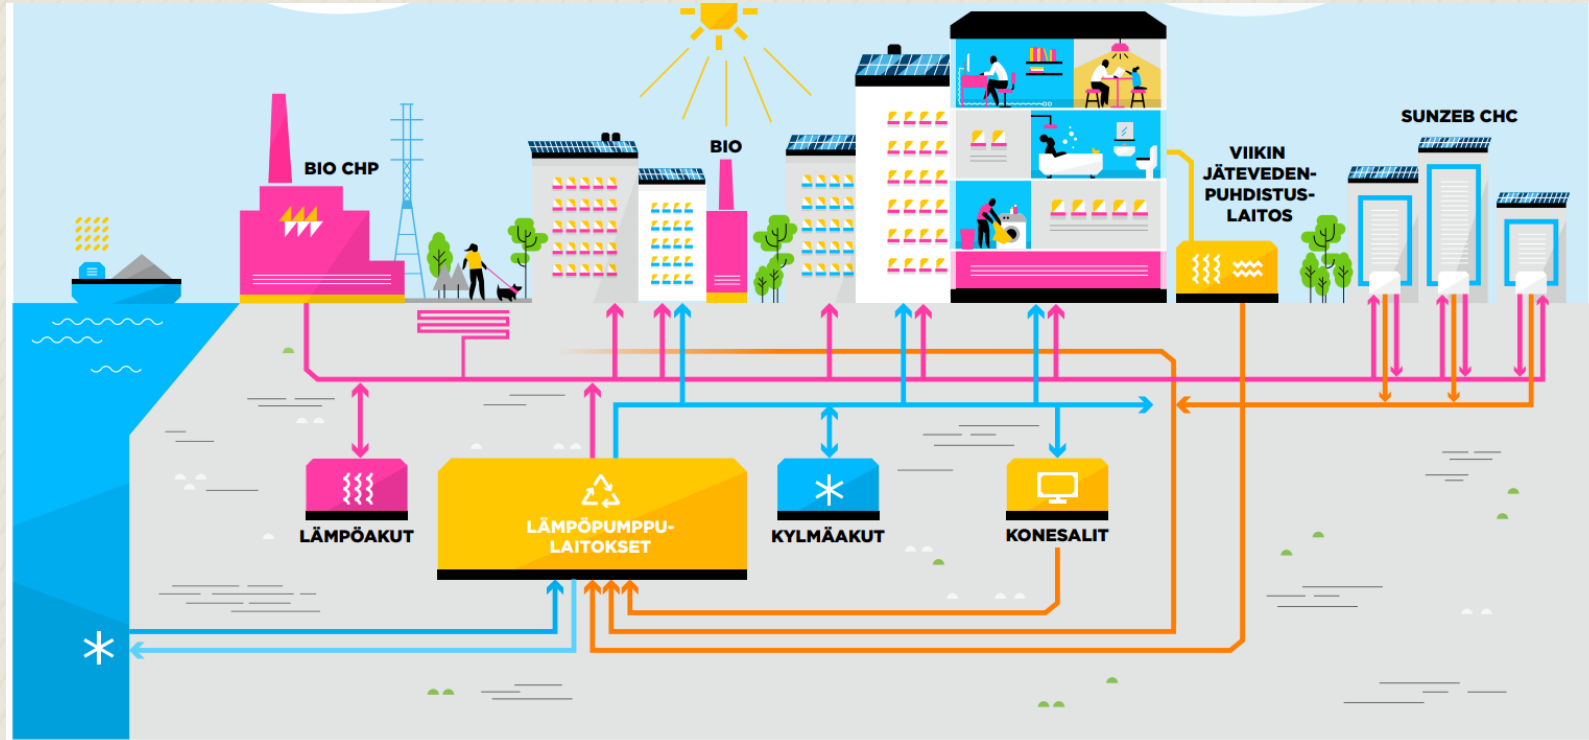 BIO CHP
BIO
VIIKIN
JÄTEVEDEN-
PUHDISTUS-
LAITOS
SUNZEB CHC
LÄMPÖAKUT
LÄMPÖPUMPPU-
LAITOKSET
KYLMÄAKUT
KONESALIT